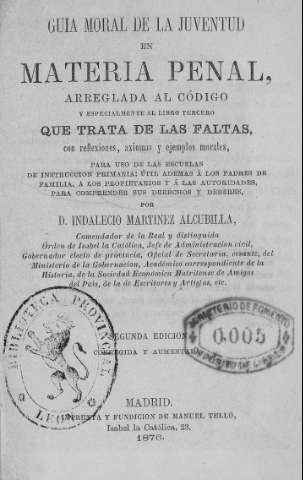 GUIA MORAL DE LA JUVENTUD
EN
MATERIA PENAL,
ARREGLADA AL CÓDIGO
Y ESPECIALMENTE AL LIBRO TERCERO
QUE TRATA DE LAS FALTAS,
con reflexiones, axiomas y ejemplos morales,
PARA USO DE LAS ESCUELAS
DE INSTRUCCION PRIMARIA: ÚTIL ADEMAS Á LOS PADRES DE
FAMILIA, Á LOS PROPIETARIOS Y Á LAS AUTORIDADES,
PARA COMPRENDER SUS DERECHOS Y DEBERES,
POR
D. INDALECIO MARTINEZ ALCUBILLA,
Comendador de la Real y distinguida
Órden de Isabel la Católica, Jefe de Administracion civil,
Gobernador electo de provincia, Oficial de Secretaría, cesante, del
Ministerio de la Gobernacion, Académico correspondiente de la
Historia, de la Sociedad Económica Matritense de Amigos
del País, de la de Escritores y Artistas, etc.
SEGUNDA EDICION
CORREGIDA Y AUMENTADA
BIBLIOTECA PROVINCIAL
LEON
MINISTERIO DE FOMENTO
0.005
DEPÓSITO DE LIBROS
MADRID.
IMPRENTA Y FUNDICION DE MANUEL TELLO,
Isabel la Católica, 23.
1876.